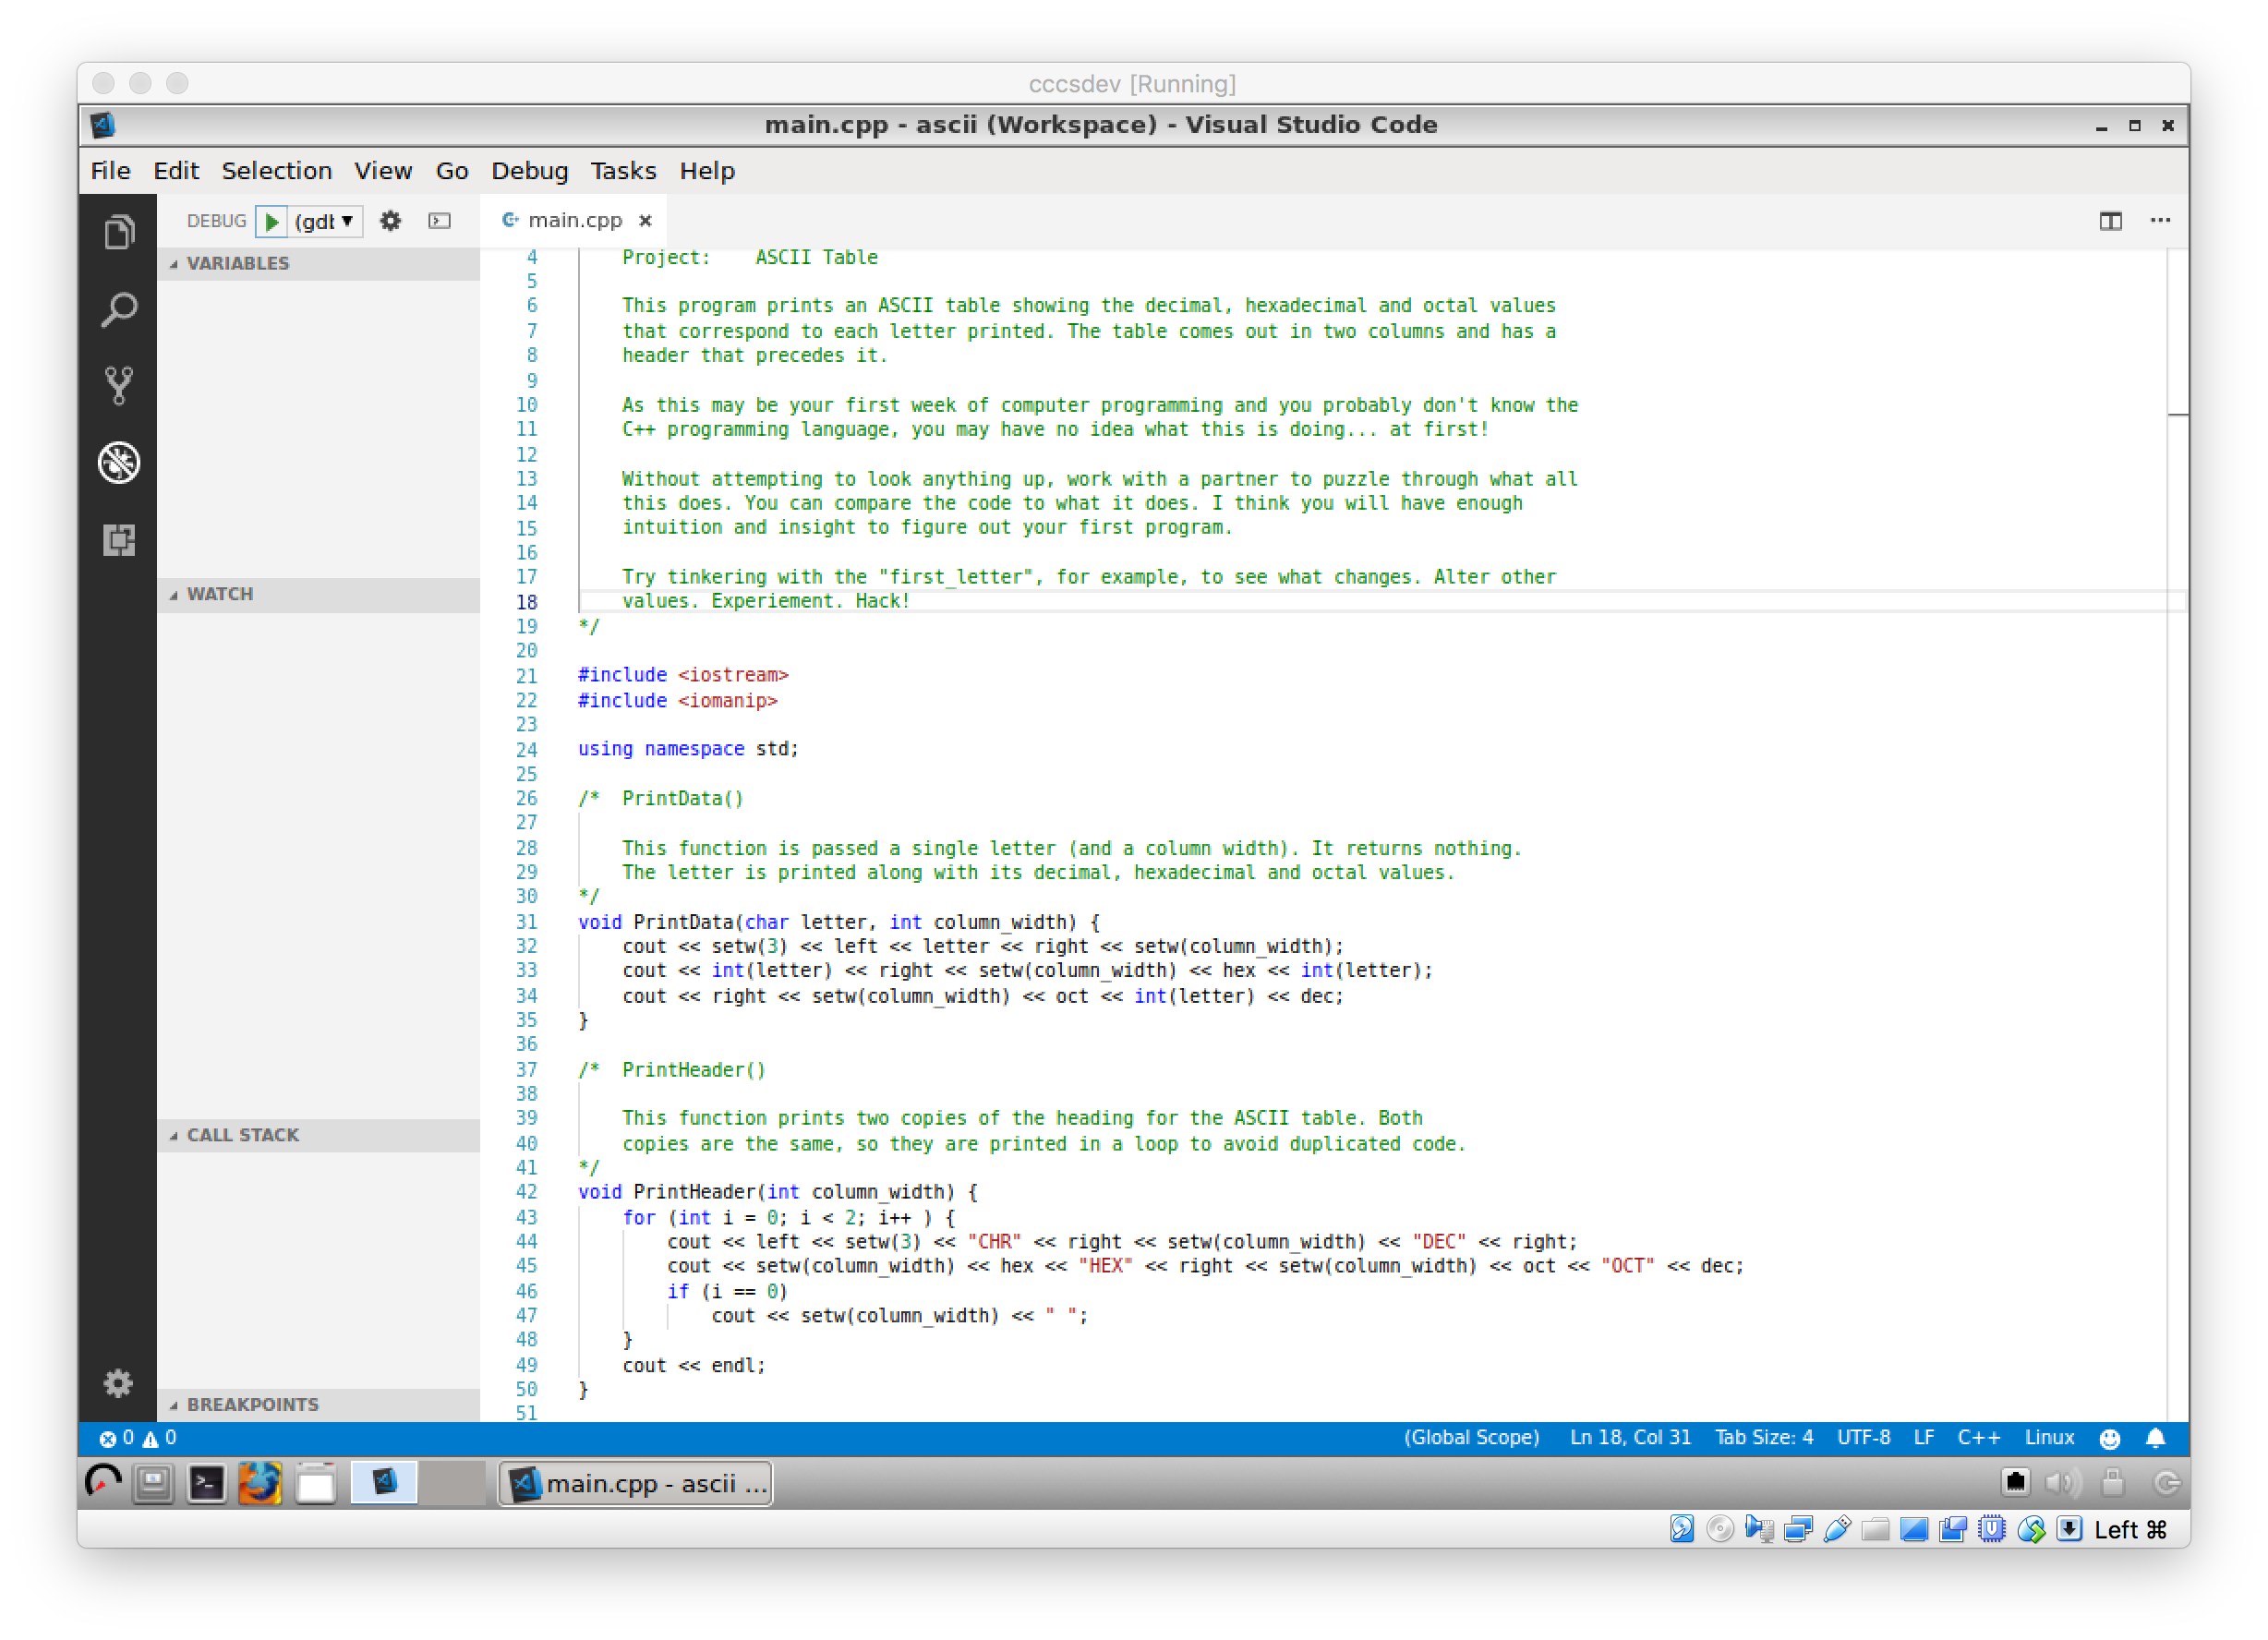 cccsdev [Running]
main.cpp - ascii (Workspace) - Visual Studio Code
File Edit Selection View Go Debug Tasks Help
DEBUG (gdb main.cpp
VARIABLES
WATCH
CALL STACK
BREAKPOINTS
4     Project:    ASCII Table
5
6     This program prints an ASCII table showing the decimal, hexadecimal and octal values
7     that correspond to each letter printed. The table comes out in two columns and has a
8     header that precedes it.
9
10     As this may be your first week of computer programming and you probably don't know the
11     C++ programming language, you may have no idea what this is doing... at first!
12
13     Without attempting to look anything up, work with a partner to puzzle through what all
14     this does. You can compare the code to what it does. I think you will have enough
15     intuition and insight to figure out your first program.
16
17     Try tinkering with the "first_letter", for example, to see what changes. Alter other
18     values. Experiement. Hack!
19 */
20
21 #include <iostream>
22 #include <iomanip>
23
24 using namespace std;
25
26 /*  PrintData()
27
28     This function is passed a single letter (and a column width). It returns nothing.
29     The letter is printed along with its decimal, hexadecimal and octal values.
30 */
31 void PrintData(char letter, int column_width) {
32     cout << setw(3) << left << letter << right << setw(column_width);
33     cout << int(letter) << right << setw(column_width) << hex << int(letter);
34     cout << right << setw(column_width) << oct << int(letter) << dec;
35 }
36
37 /*  PrintHeader()
38
39     This function prints two copies of the heading for the ASCII table. Both
40     copies are the same, so they are printed in a loop to avoid duplicated code.
41 */
42 void PrintHeader(int column_width) {
43     for (int i = 0; i < 2; i++ ) {
44         cout << left << setw(3) << "CHR" << right << setw(column_width) << "DEC" << right;
45         cout << setw(column_width) << hex << "HEX" << right << setw(column_width) << oct << "OCT" << dec;
46         if (i == 0)
47             cout << setw(column_width) << " ";
48     }
49     cout << endl;
50 }
51
0 0 (Global Scope) Ln 18, Col 31 Tab Size: 4 UTF-8 LF C++ Linux
main.cpp - ascii ...
Left ⌘